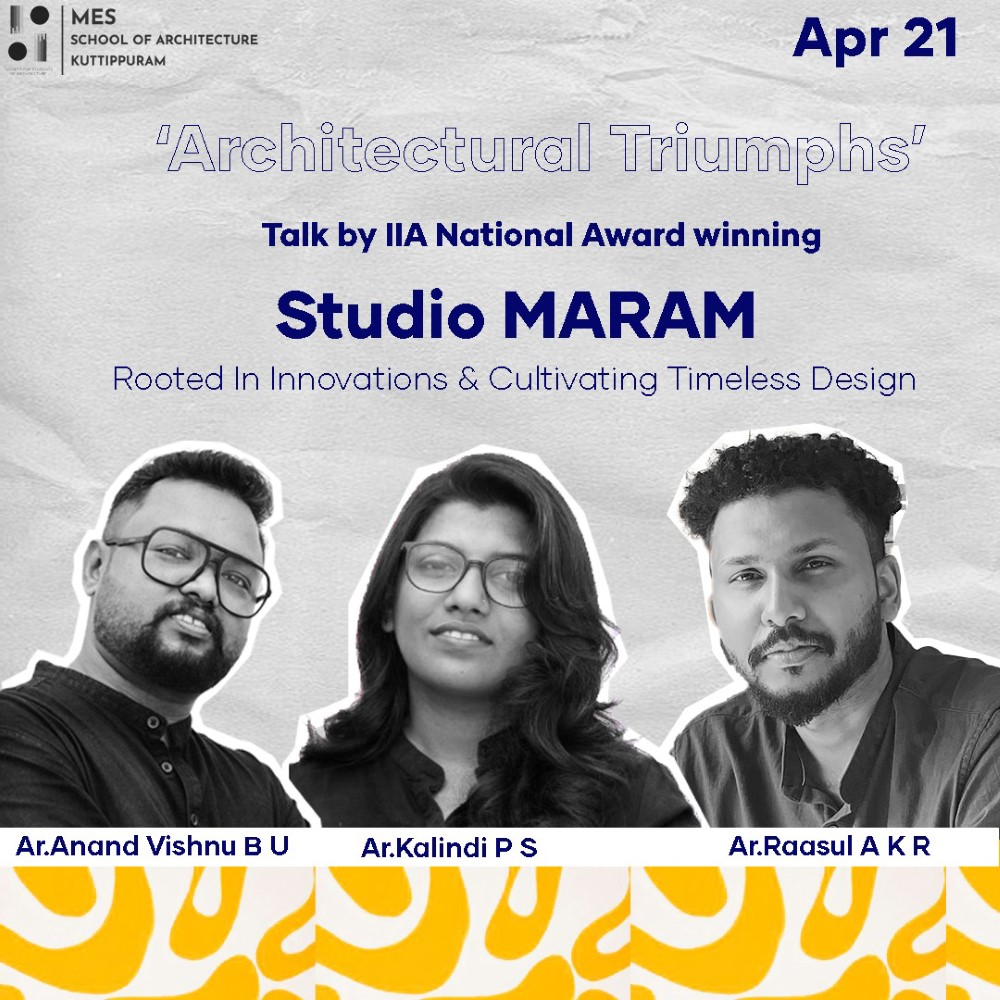 MES
SCHOOL OF ARCHITECTURE
KUTTIPPURAM
Apr 21
‘Architectural Triumphs’
Talk by IIA National Award winning
Studio MARAM
Rooted In Innovations & Cultivating Timeless Design
Ar.Anand Vishnu B U
Ar.Kalindi P S
Ar.Raasul A K R